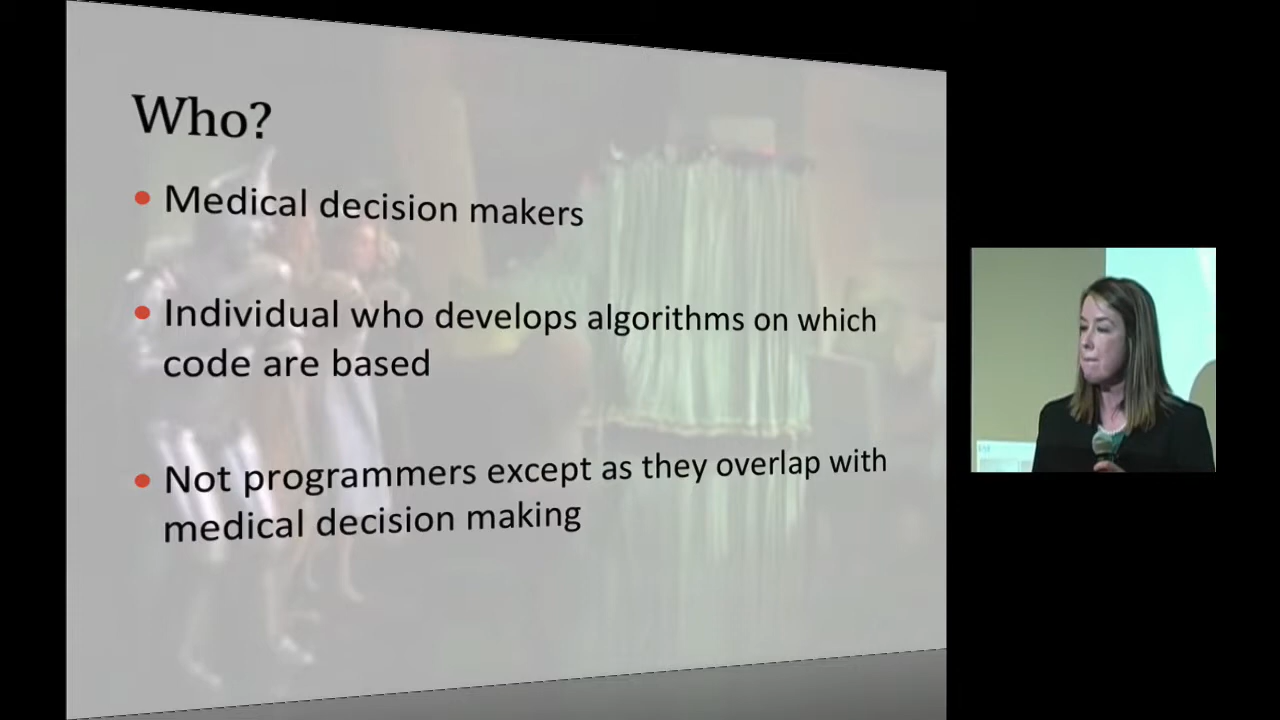 Who?
• Medical decision makers
• Individual who develops algorithms on which
code are based
• Not programmers except as they overlap with
medical decision making